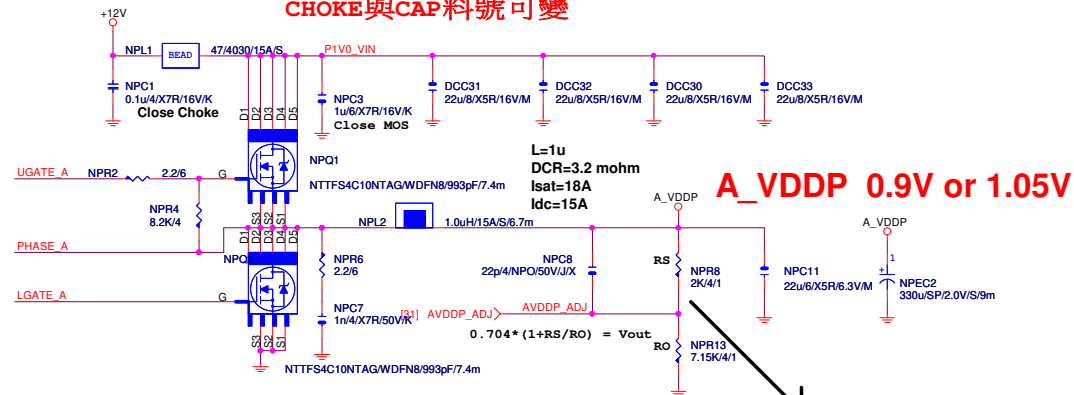 CHOKE與CAP料號可變
+12V
NPL1
BEAD
47/4030/15A/S
P1V0_VIN
NPC1
0.1u/4/X7R/16V/K
Close Choke
D1
D2
D3
D4
D5
NPC3
1u/6/X7R/16V/K
Close MOS
DCC31
22u/8/X5R/16V/M
DCC32
22u/8/X5R/16V/M
DCC30
22u/8/X5R/16V/M
DCC33
22u/8/X5R/16V/M
UGATE_A
NPR2
2.2/6
G
NPQ1
NTTFS4C10NTAG/WDFN8/993pF/7.4m
L=1u
DCR=3.2 mohm
Isat=18A
Idc=15A
A_VDDP 0.9V or 1.05V
NPR4
8.2K/4
S3
S2
S1
A_VDDP
A_VDDP
PHASE_A
D1
D2
D3
D4
D5
NPL2
1.0uH/15A/S/6.7m
NPQ
NPR6
2.2/6
NPC8
22p/4/NPO/50V/J/X
RS
NPR8
2K/4/1
NPC11
22u/6/X5R/6.3V/M
1
+
NPEC2
330u/SP/2.0V/S/9m
LGATE_A
G
NPC7
1n/4/X7R/50V/K
[31] AVDDP_ADJ
AVDDP_ADJ
0.704*(1+RS/RO) = Vout
RO
NPR13
7.15K/4/1
S3
S2
S1
NTTFS4C10NTAG/WDFN8/993pF/7.4m